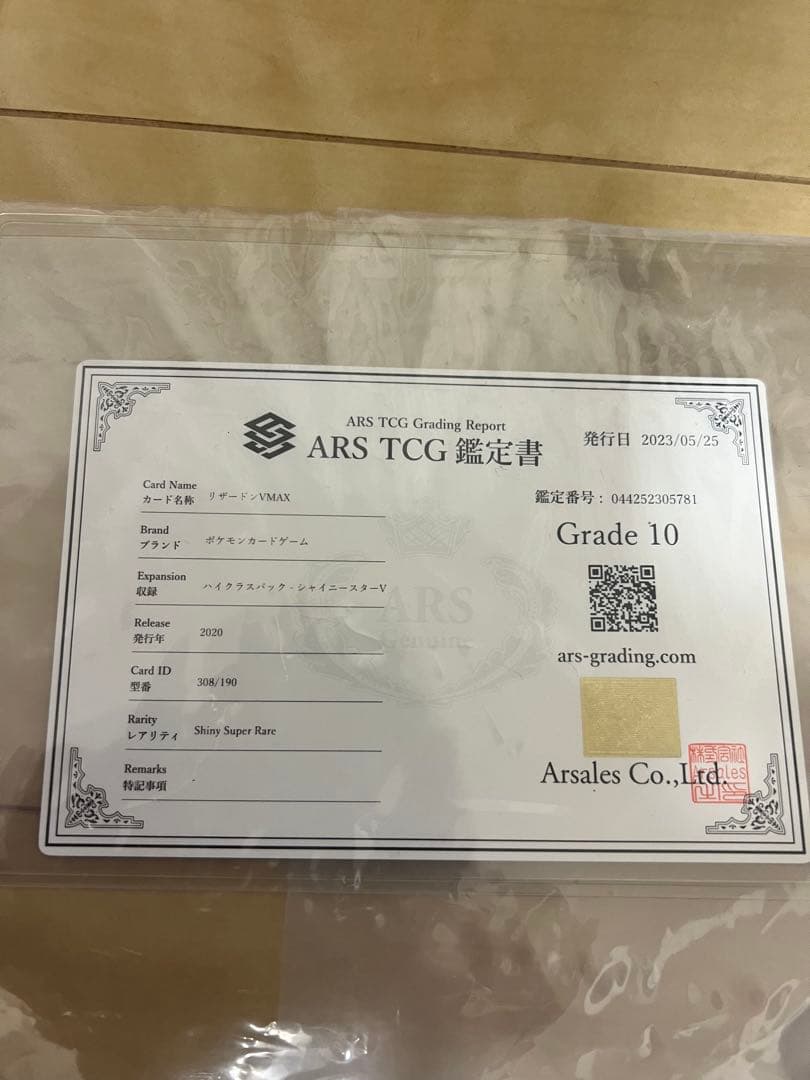 ARS TCG Grading Report
ARS TCG 鑑定書
発行日 2023/05/25
Card Name
カード名称 リザードンVMAX
Brand
ブランド ポケモンカードゲーム
Expansion
収録 ハイクラスパック - シャイニースターV
Release
発行年 2020
Card ID
型番 308/190
Rarity
レアリティ Shiny Super Rare
Remarks
特記事項 -
鑑定番号： 044252305781
Grade 10
ars-grading.com
Arsales Co.,Ltd.
ARS
Genuine